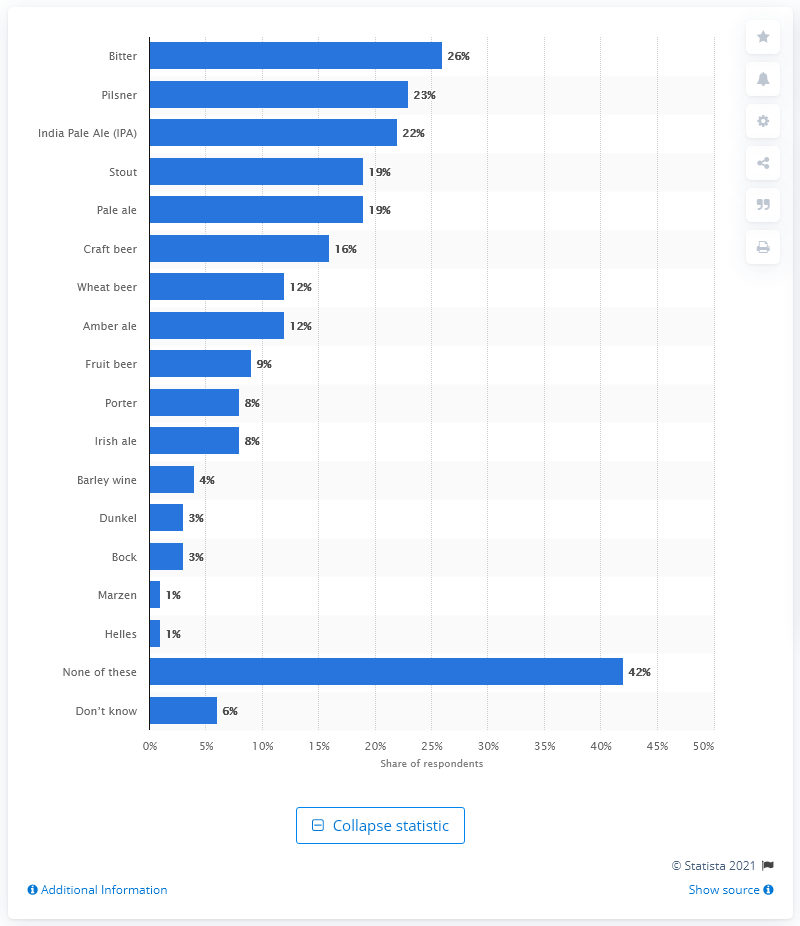 Bitter 26%
Pilsner 23%
India Pale Ale (IPA) 22%
Stout 19%
Pale ale 19%
Craft beer 16%
Wheat beer 12%
Amber ale 12%
Fruit beer 9%
Porter 8%
Irish ale 8%
Barley wine 4%
Dunkel 3%
Bock 3%
Marzen 1%
Helles 1%
None of these 42%
Don’t know 6%
0% 5% 10% 15% 20% 25% 30% 35% 40% 45% 50%
Share of respondents
Collapse statistic
© Statista 2021
Additional Information Show source